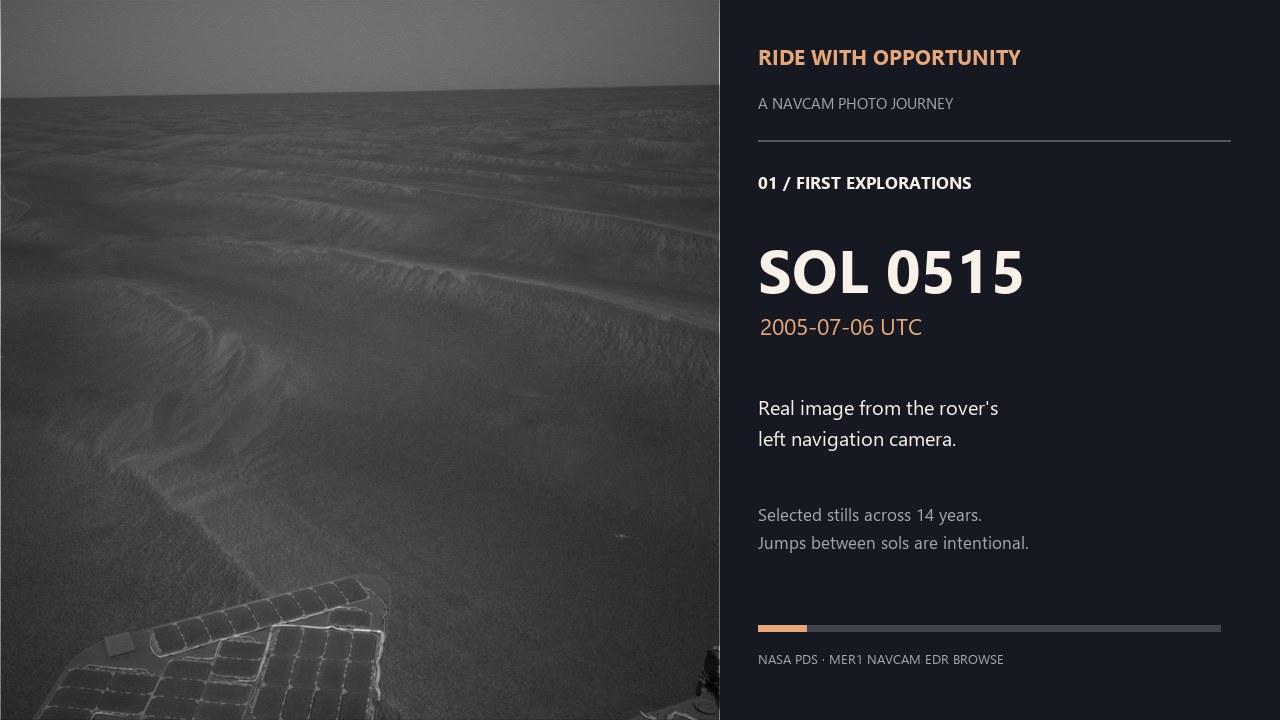 RIDE WITH OPPORTUNITY
A NAVCAM PHOTO JOURNEY
01 / FIRST EXPLORATIONS
SOL 0515
2005-07-06 UTC
Real image from the rover's
left navigation camera.
Selected stills across 14 years.
Jumps between sols are intentional.
NASA PDS · MER1 NAVCAM EDR BROWSE